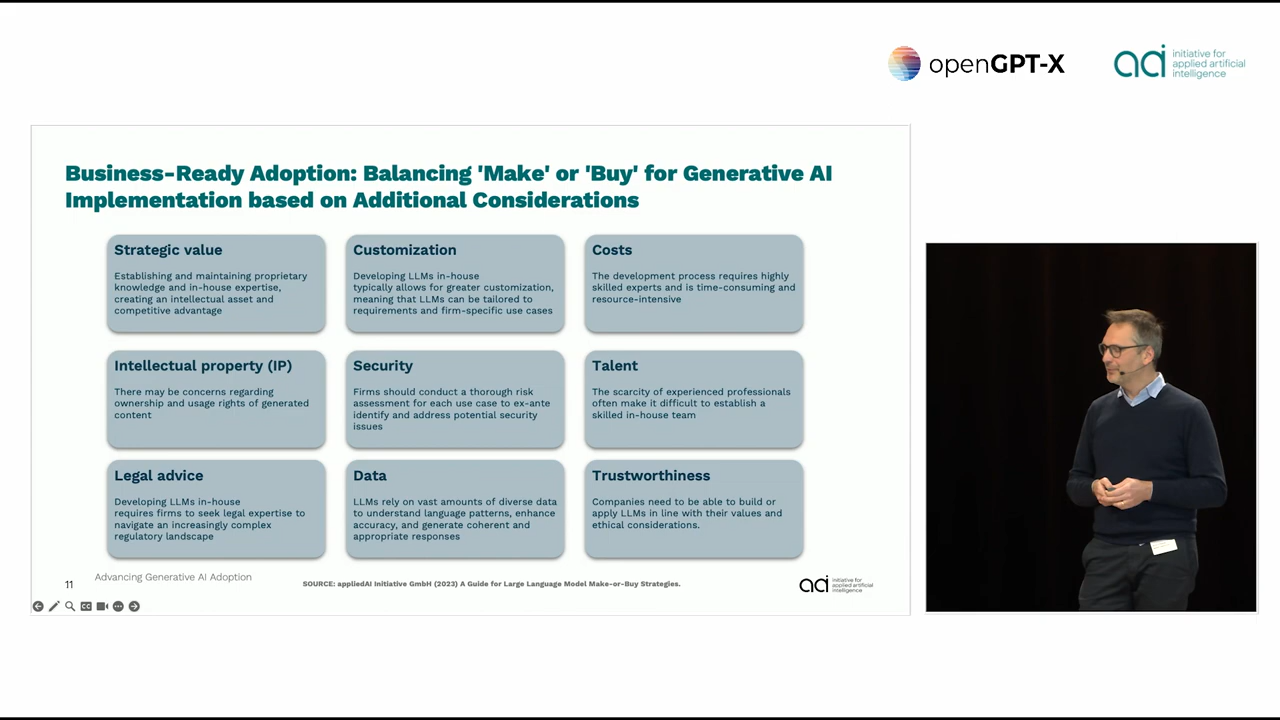 openGPT-X
initiative for
applied artificial
intelligence
Business-Ready Adoption: Balancing 'Make' or 'Buy' for Generative AI
Implementation based on Additional Considerations
Strategic value
Establishing and maintaining proprietary
knowledge and in-house expertise,
creating an intellectual asset and
competitive advantage
Customization
Developing LLMs in-house
typically allows for greater customization,
meaning that LLMs can be tailored to
requirements and firm-specific use cases
Costs
The development process requires highly
skilled experts and is time-consuming and
resource-intensive
Intellectual property (IP)
There may be concerns regarding
ownership and usage rights of generated
content
Security
Firms should conduct a thorough risk
assessment for each use case to ex-ante
identify and address potential security
issues
Talent
The scarcity of experienced professionals
often make it difficult to establish a
skilled in-house team
Legal advice
Developing LLMs in-house
requires firms to seek legal expertise to
navigate an increasingly complex
regulatory landscape
Data
LLMs rely on vast amounts of diverse data
to understand language patterns, enhance
accuracy, and generate coherent and
appropriate responses
Trustworthiness
Companies need to be able to build or
apply LLMs in line with their values and
ethical considerations.
11
Advancing Generative AI Adoption
SOURCE: appliedAI Initiative GmbH (2023) A Guide for Large Language Model Make-or-Buy Strategies.
initiative for
applied artificial
intelligence